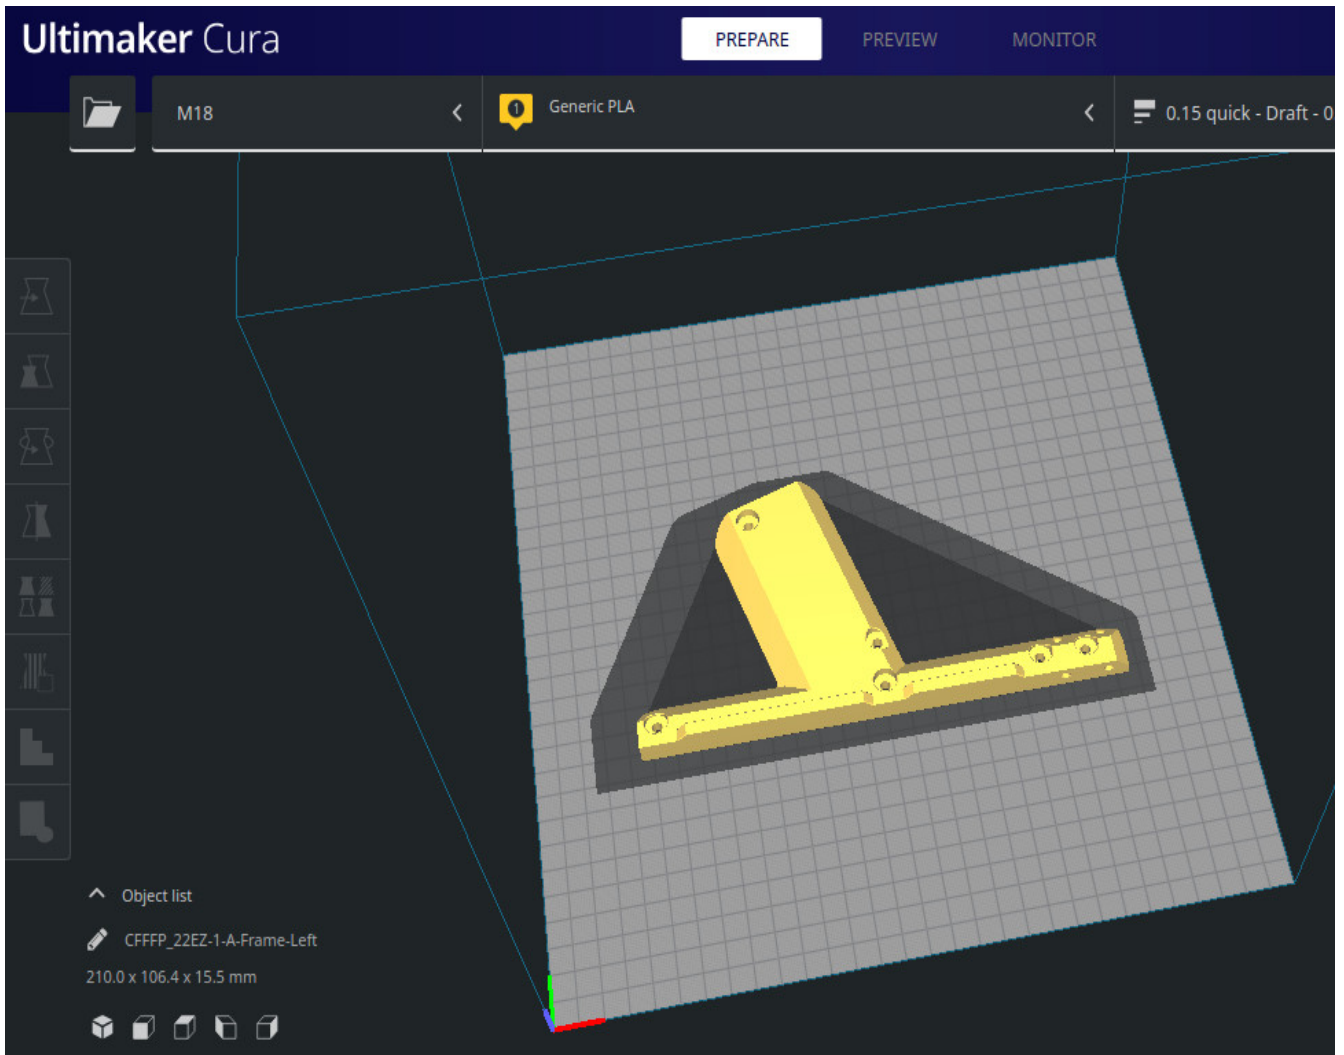 Ultimaker Cura
PREPARE
PREVIEW
MONITOR
M18
1
Generic PLA
0.15 quick - Draft - 0
Object list
CFFFP_22EZ-1-A-Frame-Left
210.0 x 106.4 x 15.5 mm